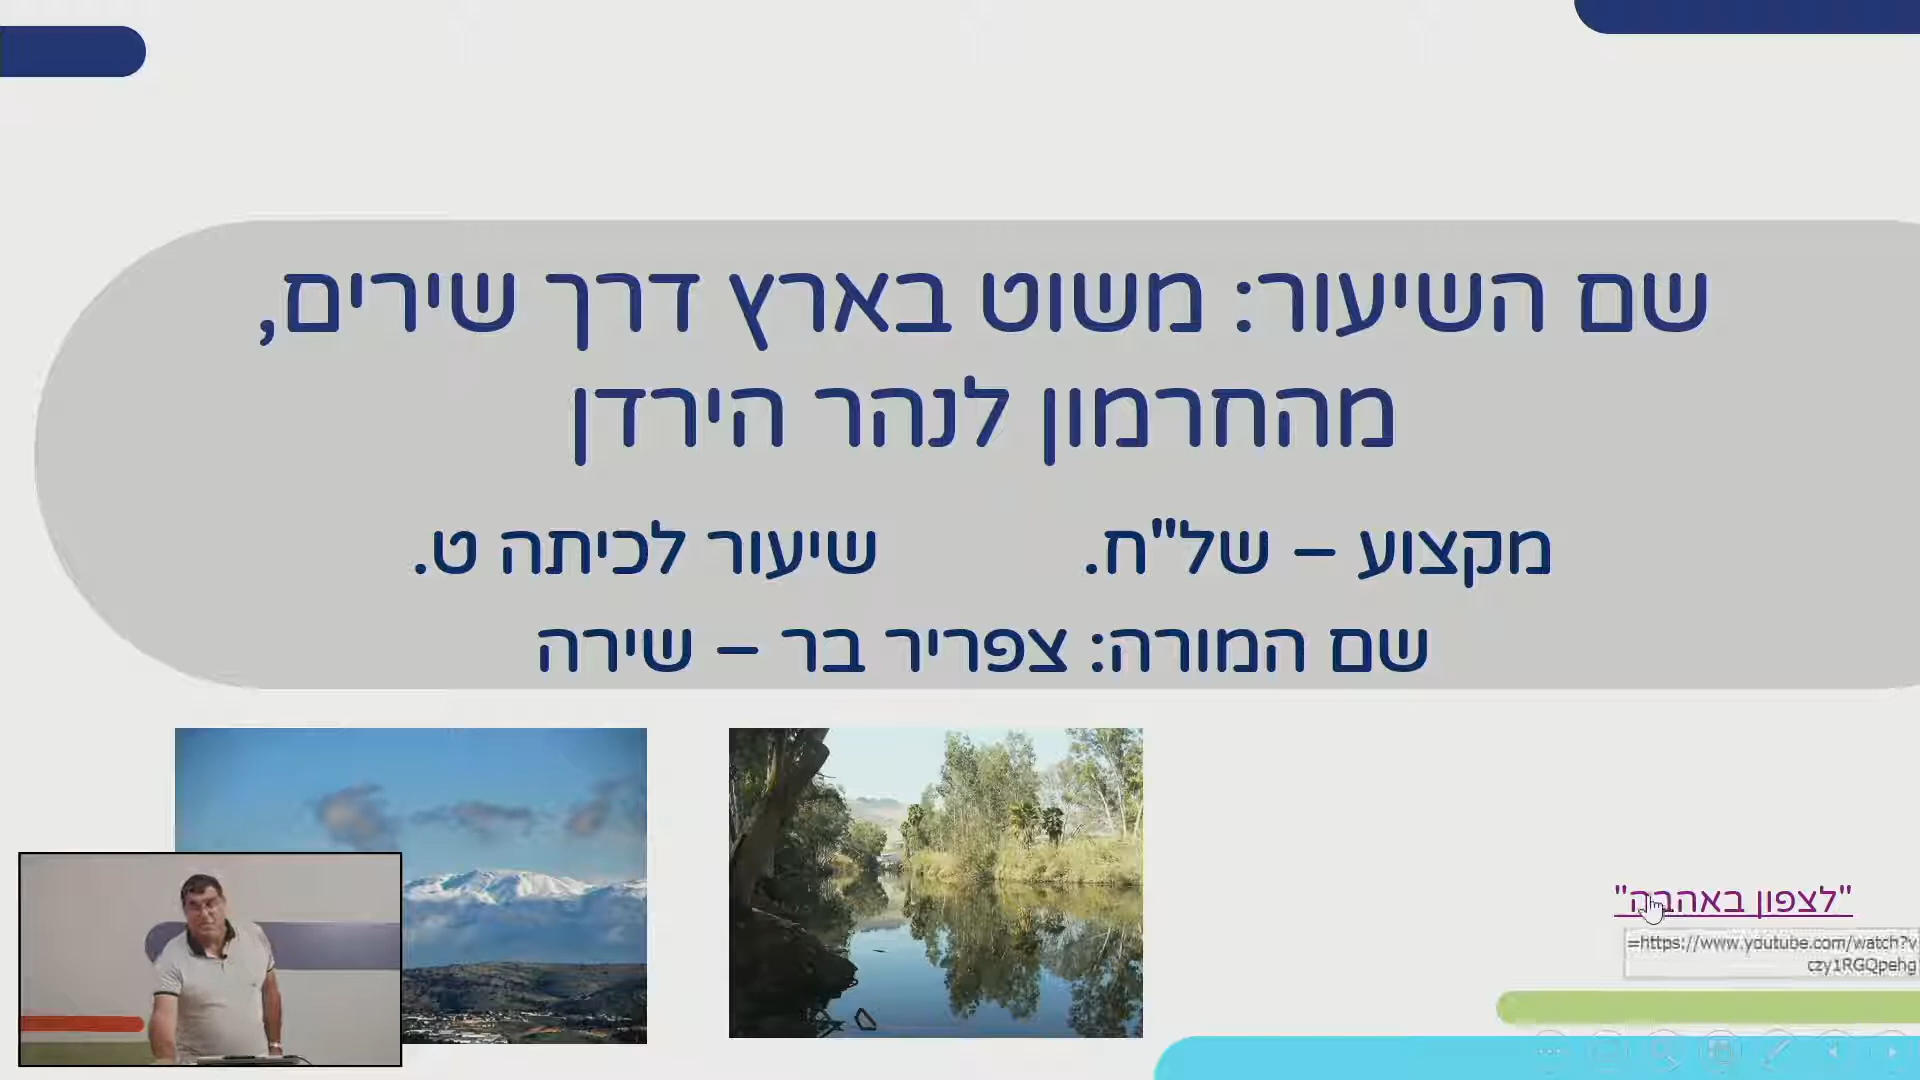 שם השיעור: משוט בארץ דרך שירים,
מהחרמון לנהר הירדן
מקצוע – של"ח. שיעור לכיתה ט.
שם המורה: צפריר בר – שירה
"לצפון באהבה"
https://www.youtube.com/watch?v=
czy1RGQpehg